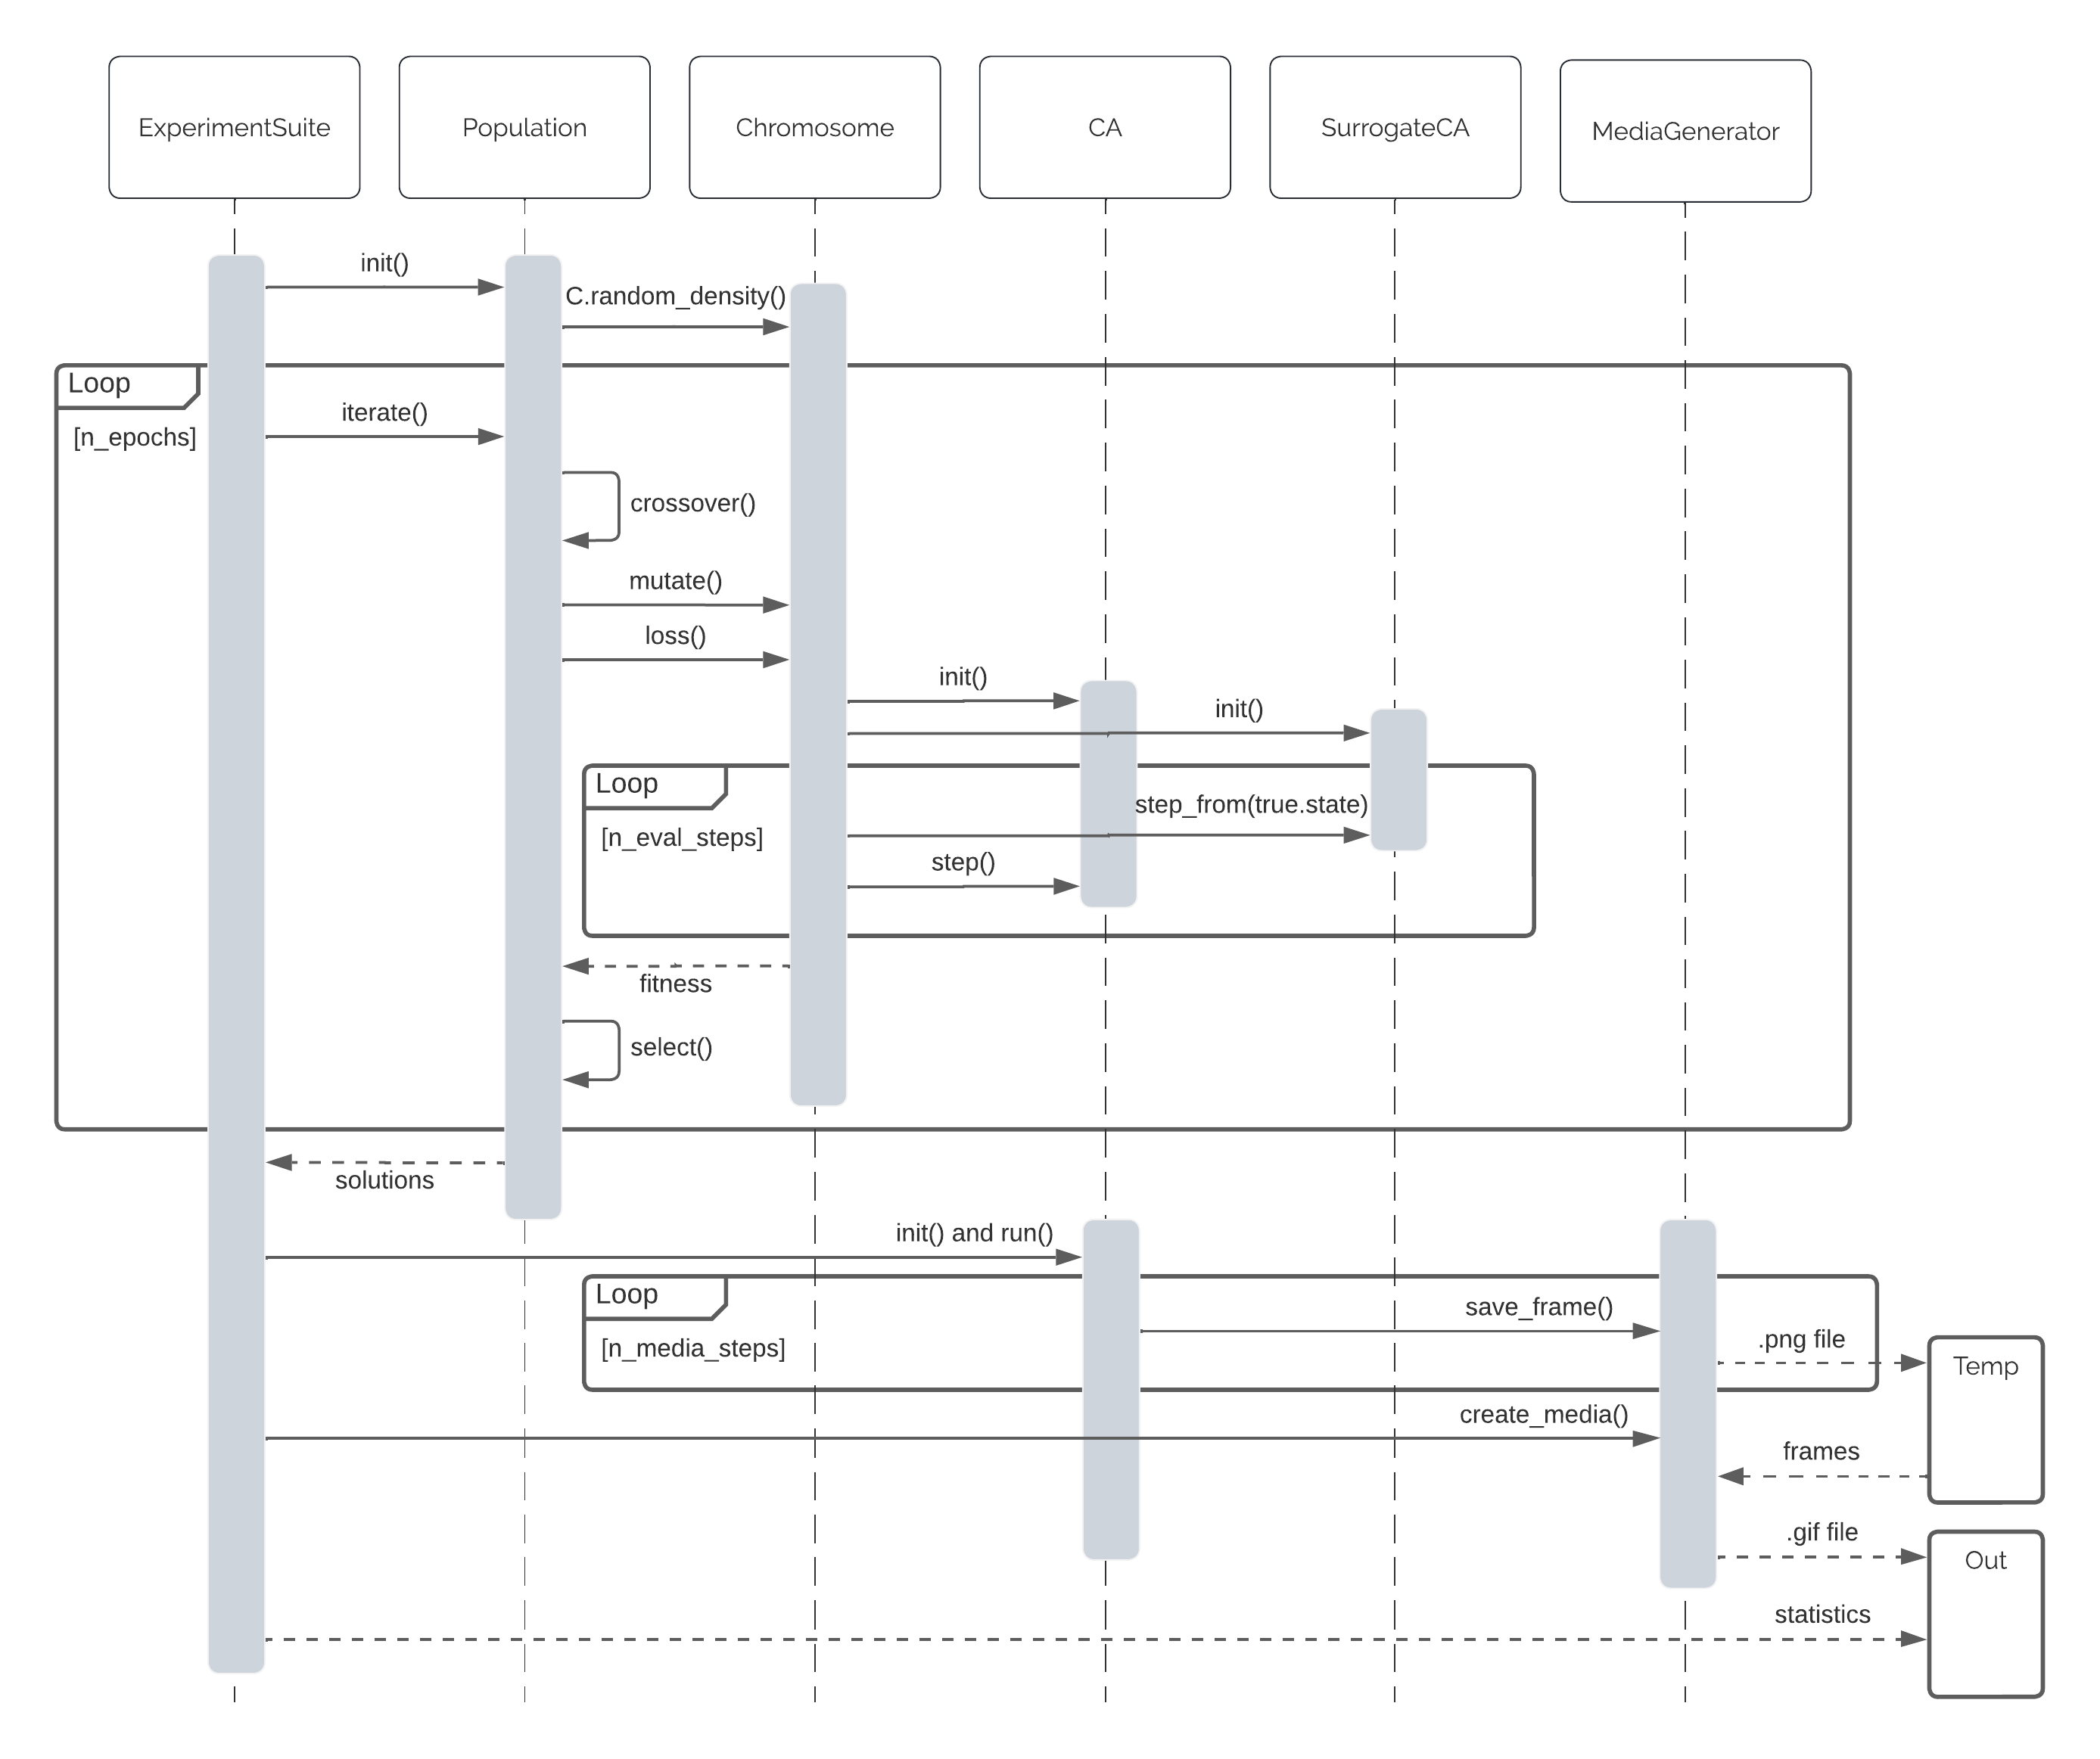 ExperimentSuite
Population
Chromosome
CA
SurrogateCA
MediaGenerator
init()
C.random_density()
Loop
[n_epochs]
iterate()
crossover()
mutate()
loss()
init()
init()
Loop
[n_eval_steps]
step_from(true.state)
step()
fitness
select()
solutions
init() and run()
Loop
[n_media_steps]
save_frame()
.png file
Temp
create_media()
frames
.gif file
Out
statistics